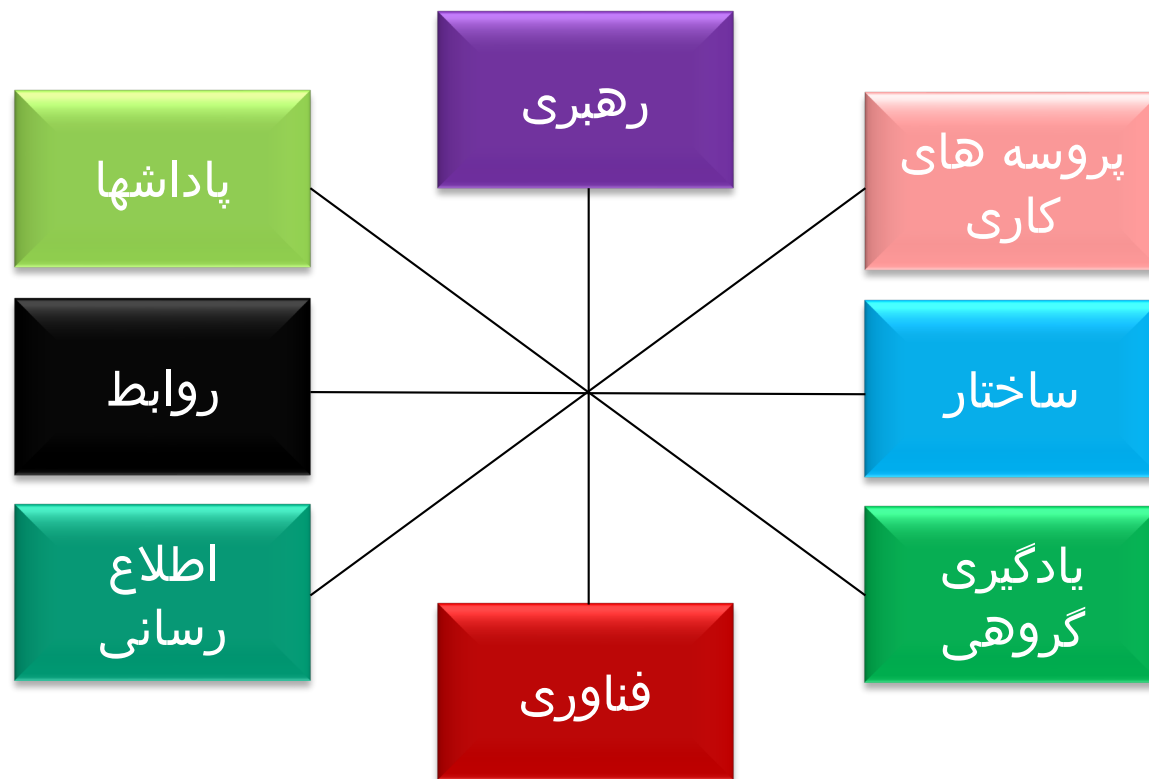 رهبری
پروسه های
کاری
پاداشها
ساختار
روابط
یادگیری
گروهی
اطلاع
رسانی
فناوری